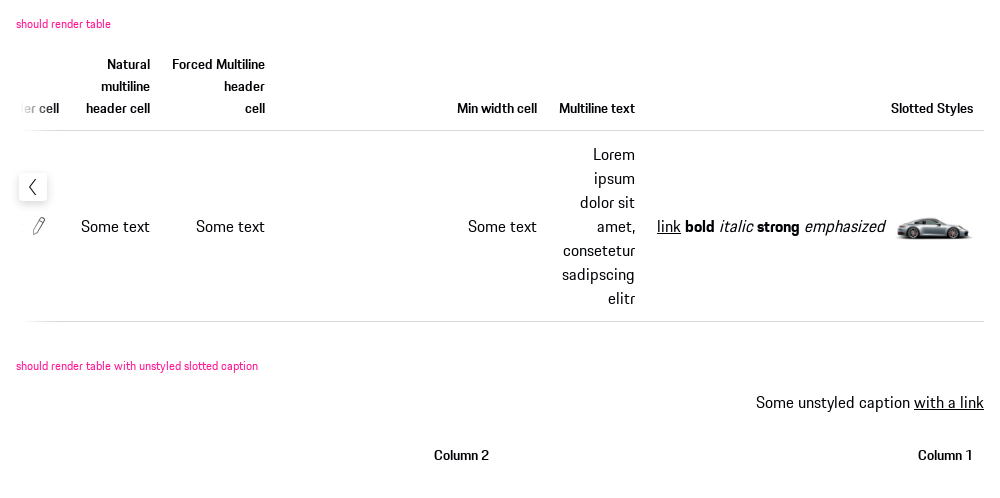 should render table
er cell
Natural
multiline
header cell
Forced Multiline
header
cell
Min width cell
Multiline text
Slotted Styles
Some text
Some text
Some text
Lorem
ipsum
dolor sit
amet,
consetetur
sadipscing
elitr
link bold italic strong emphasized
should render table with unstyled slotted caption
Some unstyled caption with a link
Column 2
Column 1